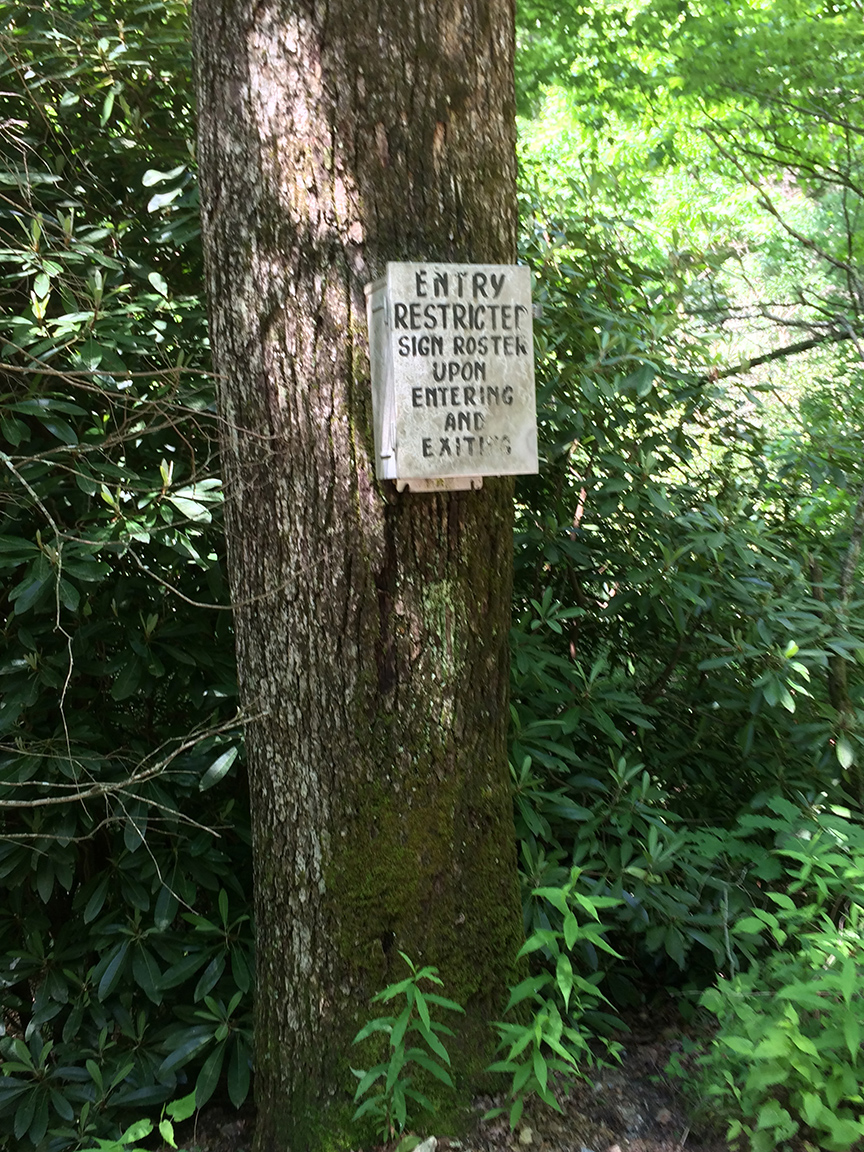 ENTRY
RESTRICTED
SIGN ROSTER
UPON
ENTERING
AND
EXITING